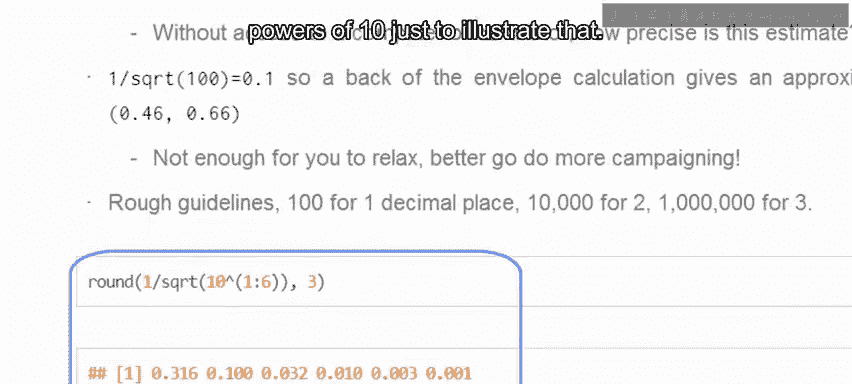 powers of 10 just to illustrate that.
- Without a w precise is this estimate?
· 1/sqrt(100)=0.1 so a back of the envelope calculation gives an approxi
(0.46, 0.66)
- Not enough for you to relax, better go do more campaigning!
· Rough guidelines, 100 for 1 decimal place, 10,000 for 2, 1,000,000 for 3.
round(1/sqrt(10^(1:6)), 3)
## [1] 0.316 0.100 0.032 0.010 0.003 0.001